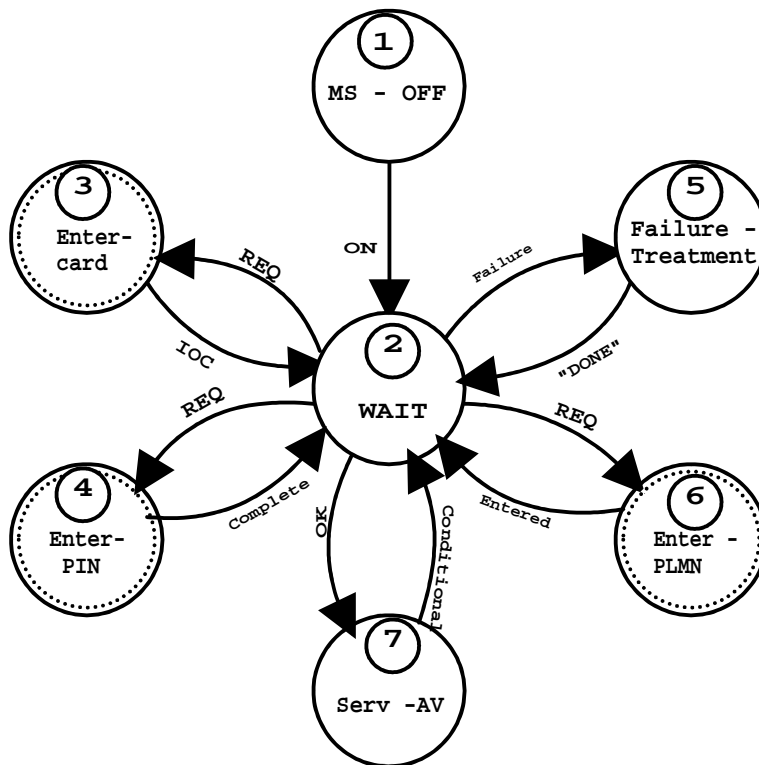 1
MS - OFF
3
Enter-
card
5
Failure -
Treatment
ON
REQ
Failure
IOC
"DONE"
2
WAIT
REQ
REQ
4
Enter-
PIN
Complete
OK
Conditional
Entered
6
Enter -
PLMN
7
Serv -AV